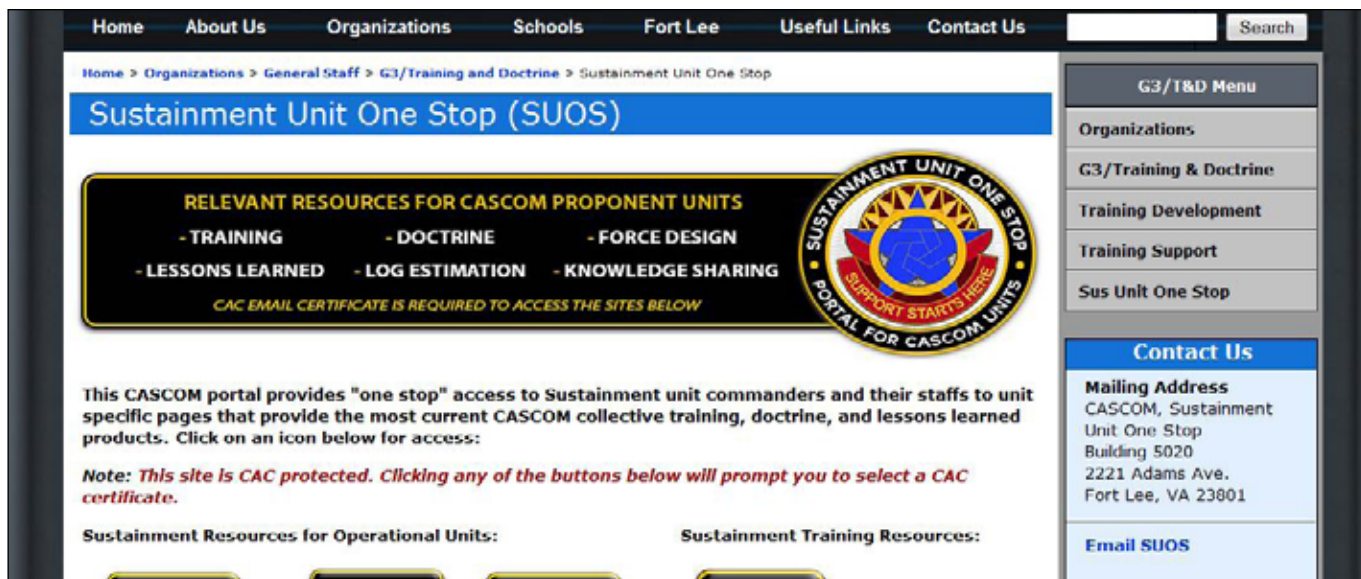 Home About Us Organizations Schools Fort Lee Useful Links Contact Us Search
Home > Organizations > General Staff > G3/Training and Doctrine > Sustainment Unit One Stop
Sustainment Unit One Stop (SUOS)
RELEVANT RESOURCES FOR CASCOM PROPONENT UNITS
- TRAINING - DOCTRINE - FORCE DESIGN
- LESSONS LEARNED - LOG ESTIMATION - KNOWLEDGE SHARING
CAC EMAIL CERTIFICATE IS REQUIRED TO ACCESS THE SITES BELOW
SUSTAINMENT UNIT ONE STOP
SUPPORT STARTS HERE
PORTAL FOR CASCOM UNITS
This CASCOM portal provides "one stop" access to Sustainment unit commanders and their staffs to unit
specific pages that provide the most current CASCOM collective training, doctrine, and lessons learned
products. Click on an icon below for access:
Note: This site is CAC protected. Clicking any of the buttons below will prompt you to select a CAC
certificate.
Sustainment Resources for Operational Units: Sustainment Training Resources:
G3/T&D Menu
Organizations
G3/Training & Doctrine
Training Development
Training Support
Sus Unit One Stop
Contact Us
Mailing Address
CASCOM, Sustainment
Unit One Stop
Building 5020
2221 Adams Ave.
Fort Lee, VA 23801
Email SUOS